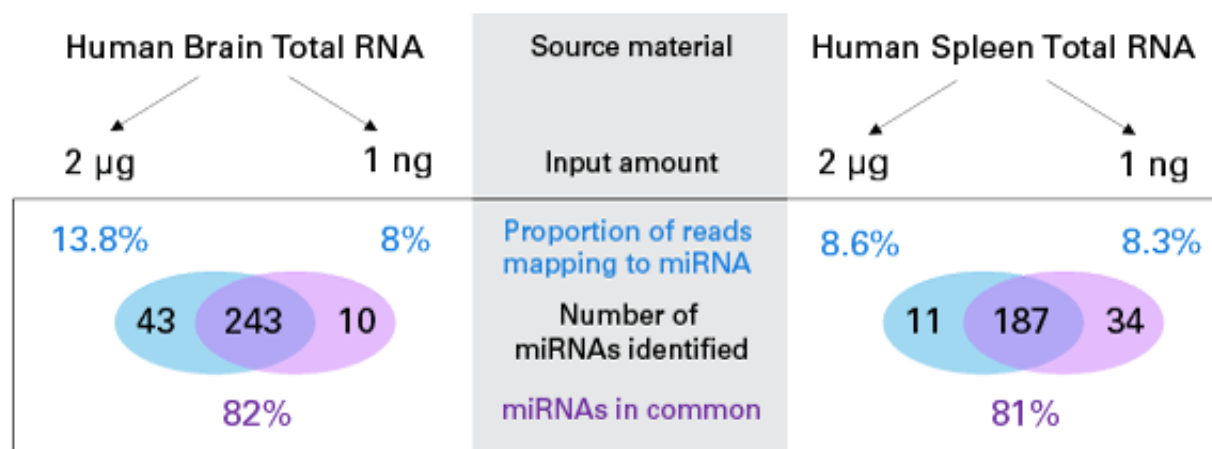 Human Brain Total RNA
Source material
Human Spleen Total RNA
2 µg
1 ng
Input amount
2 µg
1 ng
13.8%
8%
Proportion of reads
mapping to miRNA
8.6%
8.3%
43
243
10
Number of
miRNAs identified
11
187
34
82%
miRNAs in common
81%